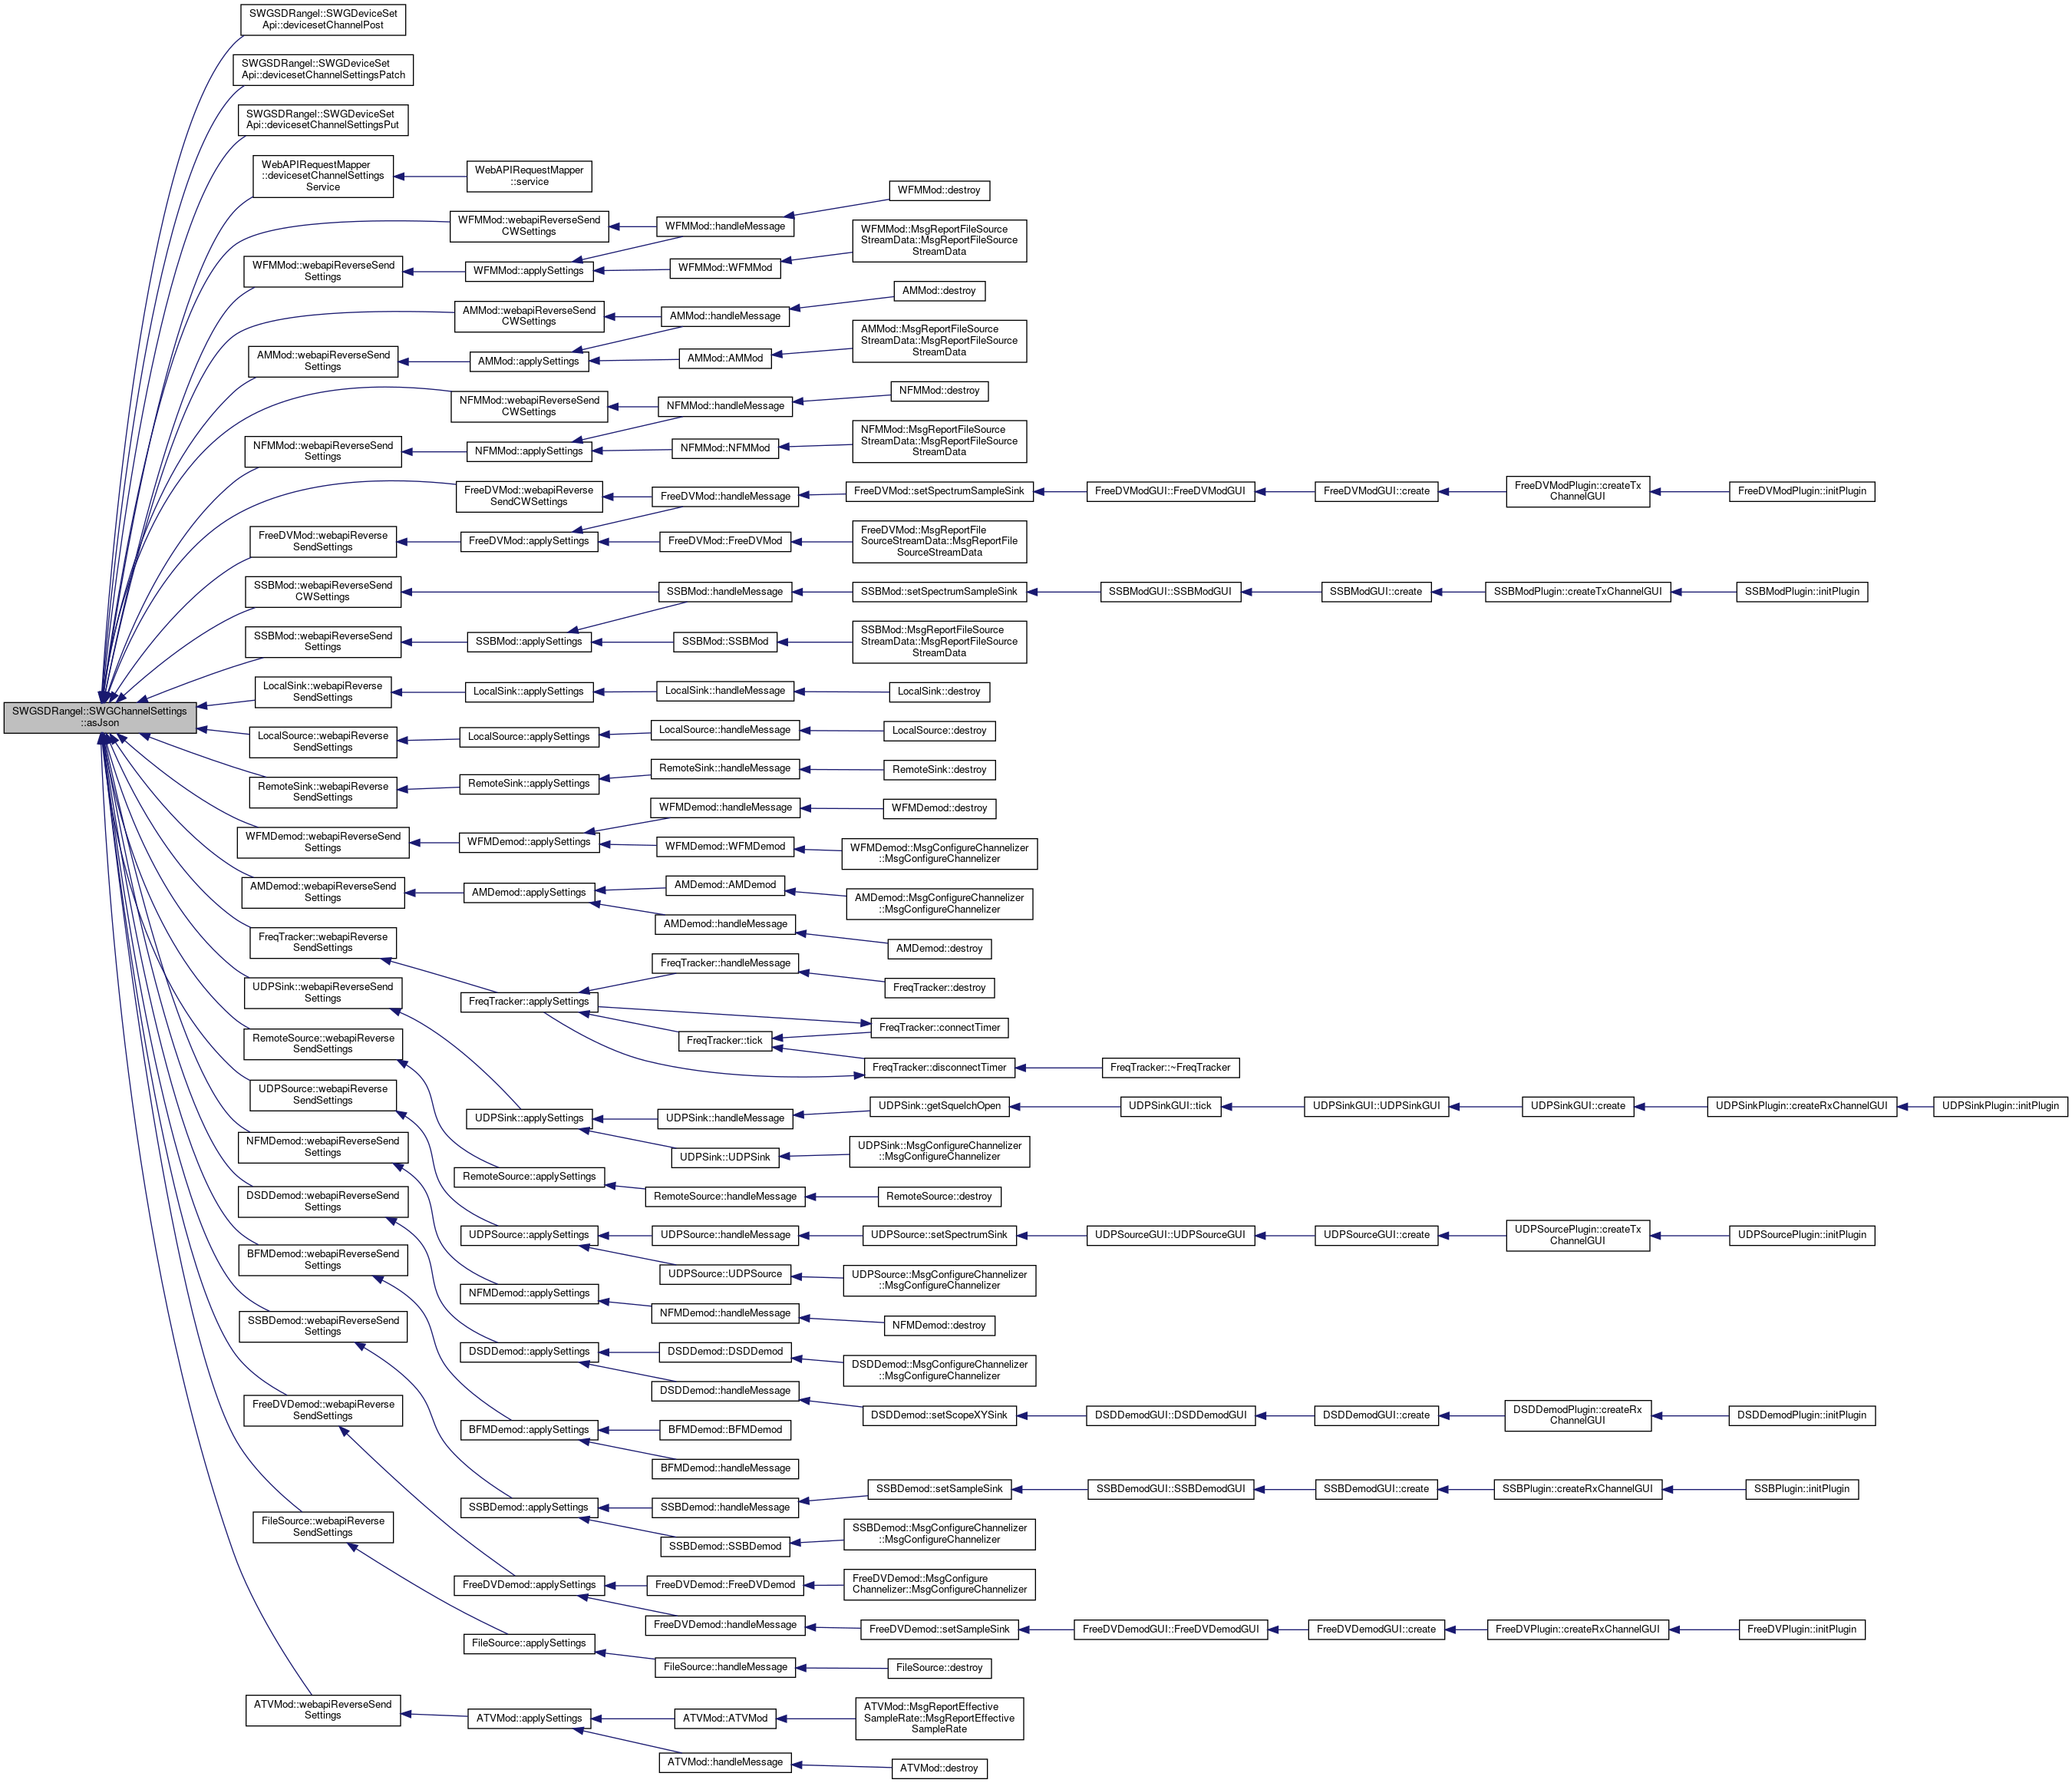 SWGSDRangel::SWGDeviceSet
Api::devicesetChannelPost
SWGSDRangel::SWGDeviceSet
Api::devicesetChannelSettingsPatch
SWGSDRangel::SWGDeviceSet
Api::devicesetChannelSettingsPut
WebAPIRequestMapper
::devicesetChannelSettings
Service
WebAPIRequestMapper
::service
WFMMod::webapiReverseSend
CWSettings
WFMMod::handleMessage
WFMMod::destroy
WFMMod::webapiReverseSend
Settings
WFMMod::applySettings
WFMMod::WFMMod
WFMMod::MsgReportFileSource
StreamData::MsgReportFileSource
StreamData
AMMod::webapiReverseSend
CWSettings
AMMod::handleMessage
AMMod::destroy
AMMod::webapiReverseSend
Settings
AMMod::applySettings
AMMod::AMMod
AMMod::MsgReportFileSource
StreamData::MsgReportFileSource
StreamData
NFMMod::webapiReverseSend
CWSettings
NFMMod::handleMessage
NFMMod::destroy
NFMMod::webapiReverseSend
Settings
NFMMod::applySettings
NFMMod::NFMMod
NFMMod::MsgReportFileSource
StreamData::MsgReportFileSource
StreamData
FreeDVMod::webapiReverse
SendCWSettings
FreeDVMod::handleMessage
FreeDVMod::setSpectrumSampleSink
FreeDVModGUI::FreeDVModGUI
FreeDVModGUI::create
FreeDVModPlugin::createTx
ChannelGUI
FreeDVModPlugin::initPlugin
FreeDVMod::webapiReverse
SendSettings
FreeDVMod::applySettings
FreeDVMod::FreeDVMod
FreeDVMod::MsgReportFile
SourceStreamData::MsgReportFile
SourceStreamData
SSBMod::webapiReverseSend
CWSettings
SSBMod::handleMessage
SSBMod::setSpectrumSampleSink
SSBModGUI::SSBModGUI
SSBModGUI::create
SSBModPlugin::createTxChannelGUI
SSBModPlugin::initPlugin
SSBMod::webapiReverseSend
Settings
SSBMod::applySettings
SSBMod::SSBMod
SSBMod::MsgReportFileSource
StreamData::MsgReportFileSource
StreamData
LocalSink::webapiReverse
SendSettings
LocalSink::applySettings
LocalSink::handleMessage
LocalSink::destroy
SWGSDRangel::SWGChannelSettings
::asJson
LocalSource::webapiReverse
SendSettings
LocalSource::applySettings
LocalSource::handleMessage
LocalSource::destroy
RemoteSink::webapiReverse
SendSettings
RemoteSink::applySettings
RemoteSink::handleMessage
RemoteSink::destroy
WFMDemod::webapiReverseSend
Settings
WFMDemod::applySettings
WFMDemod::handleMessage
WFMDemod::destroy
WFMDemod::WFMDemod
WFMDemod::MsgConfigureChannelizer
::MsgConfigureChannelizer
AMDemod::webapiReverseSend
Settings
AMDemod::applySettings
AMDemod::AMDemod
AMDemod::MsgConfigureChannelizer
::MsgConfigureChannelizer
AMDemod::handleMessage
AMDemod::destroy
FreqTracker::webapiReverse
SendSettings
FreqTracker::applySettings
FreqTracker::handleMessage
FreqTracker::destroy
FreqTracker::tick
FreqTracker::connectTimer
FreqTracker::disconnectTimer
FreqTracker::~FreqTracker
UDPSink::webapiReverseSend
Settings
UDPSink::applySettings
UDPSink::handleMessage
UDPSink::getSquelchOpen
UDPSinkGUI::tick
UDPSinkGUI::UDPSinkGUI
UDPSinkGUI::create
UDPSinkPlugin::createRxChannelGUI
UDPSinkPlugin::initPlugin
UDPSink::UDPSink
UDPSink::MsgConfigureChannelizer
::MsgConfigureChannelizer
RemoteSource::webapiReverse
SendSettings
RemoteSource::applySettings
RemoteSource::handleMessage
RemoteSource::destroy
UDPSource::webapiReverse
SendSettings
UDPSource::applySettings
UDPSource::handleMessage
UDPSource::setSpectrumSink
UDPSourceGUI::UDPSourceGUI
UDPSourceGUI::create
UDPSourcePlugin::createTx
ChannelGUI
UDPSourcePlugin::initPlugin
UDPSource::UDPSource
UDPSource::MsgConfigureChannelizer
::MsgConfigureChannelizer
NFMDemod::webapiReverseSend
Settings
NFMDemod::applySettings
NFMDemod::handleMessage
NFMDemod::destroy
DSDDemod::webapiReverseSend
Settings
DSDDemod::applySettings
DSDDemod::DSDDemod
DSDDemod::MsgConfigureChannelizer
::MsgConfigureChannelizer
DSDDemod::handleMessage
DSDDemod::setScopeXYSink
DSDDemodGUI::DSDDemodGUI
DSDDemodGUI::create
DSDDemodPlugin::createRx
ChannelGUI
DSDDemodPlugin::initPlugin
BFMDemod::webapiReverseSend
Settings
BFMDemod::applySettings
BFMDemod::BFMDemod
BFMDemod::handleMessage
SSBDemod::webapiReverseSend
Settings
SSBDemod::applySettings
SSBDemod::handleMessage
SSBDemod::setSampleSink
SSBDemodGUI::SSBDemodGUI
SSBDemodGUI::create
SSBPlugin::createRxChannelGUI
SSBPlugin::initPlugin
SSBDemod::SSBDemod
SSBDemod::MsgConfigureChannelizer
::MsgConfigureChannelizer
FreeDVDemod::webapiReverse
SendSettings
FreeDVDemod::applySettings
FreeDVDemod::FreeDVDemod
FreeDVDemod::MsgConfigure
Channelizer::MsgConfigureChannelizer
FreeDVDemod::handleMessage
FreeDVDemod::setSampleSink
FreeDVDemodGUI::FreeDVDemodGUI
FreeDVDemodGUI::create
FreeDVPlugin::createRxChannelGUI
FreeDVPlugin::initPlugin
FileSource::webapiReverse
SendSettings
FileSource::applySettings
FileSource::handleMessage
FileSource::destroy
ATVMod::webapiReverseSend
Settings
ATVMod::applySettings
ATVMod::ATVMod
ATVMod::MsgReportEffective
SampleRate::MsgReportEffective
SampleRate
ATVMod::handleMessage
ATVMod::destroy